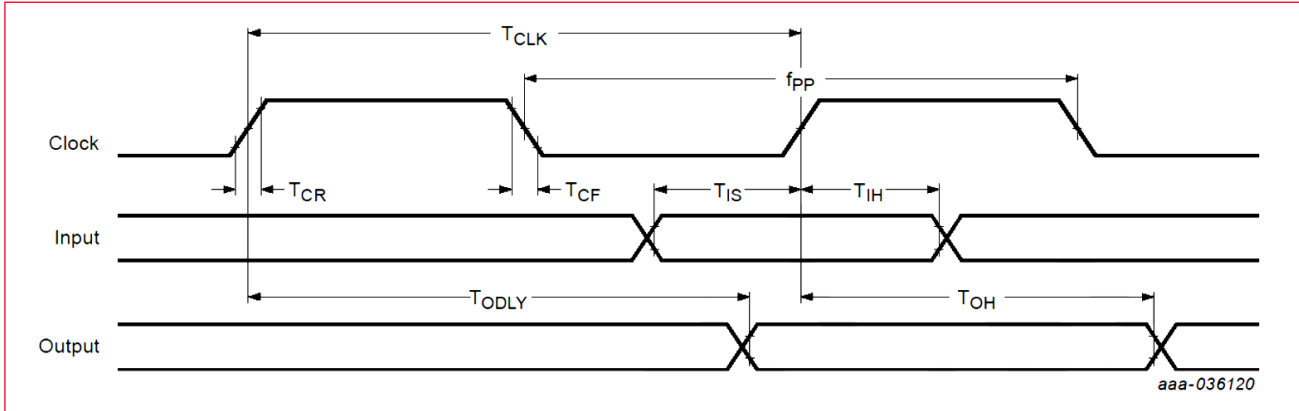 TCLK
fPP
Clock
TCR
TCF
TIS
TIH
Input
TODLY
TOH
Output
aaa-036120